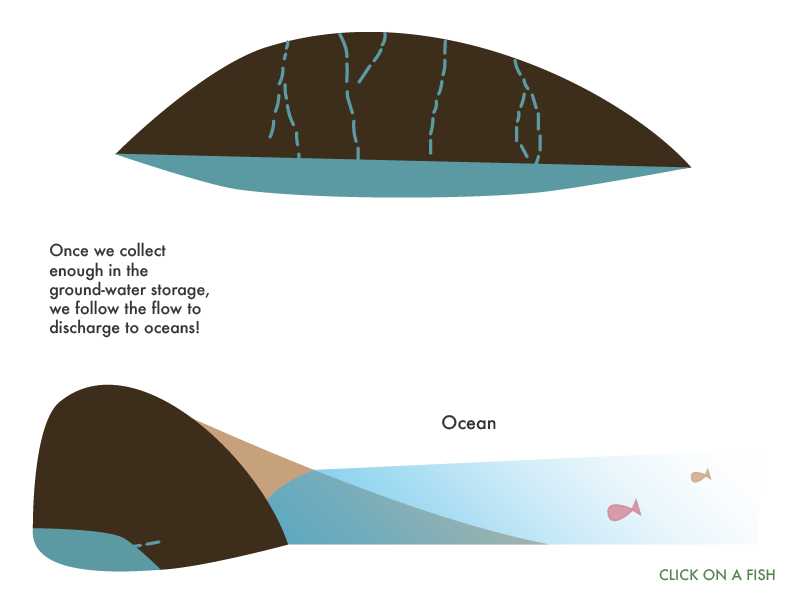 Once we collect
enough in the
ground-water storage,
we follow the flow to
discharge to oceans!
Ocean
CLICK ON A FISH